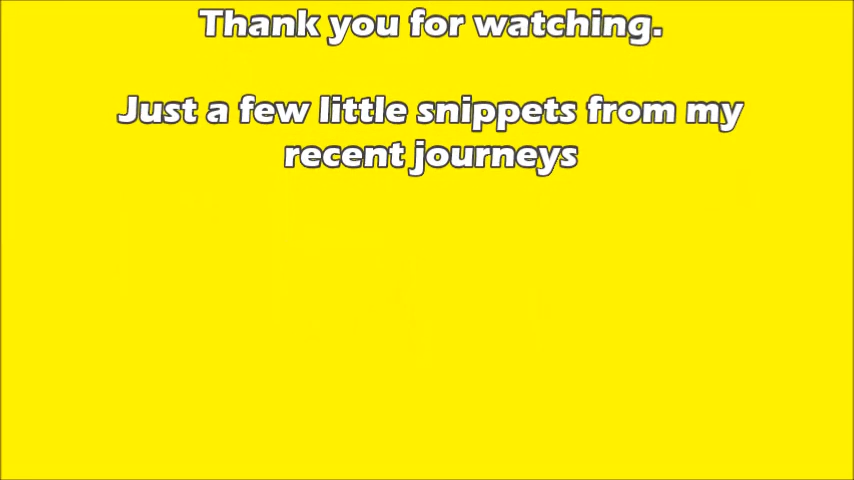 Thank you for watching.
Just a few little snippets from my
recent journeys